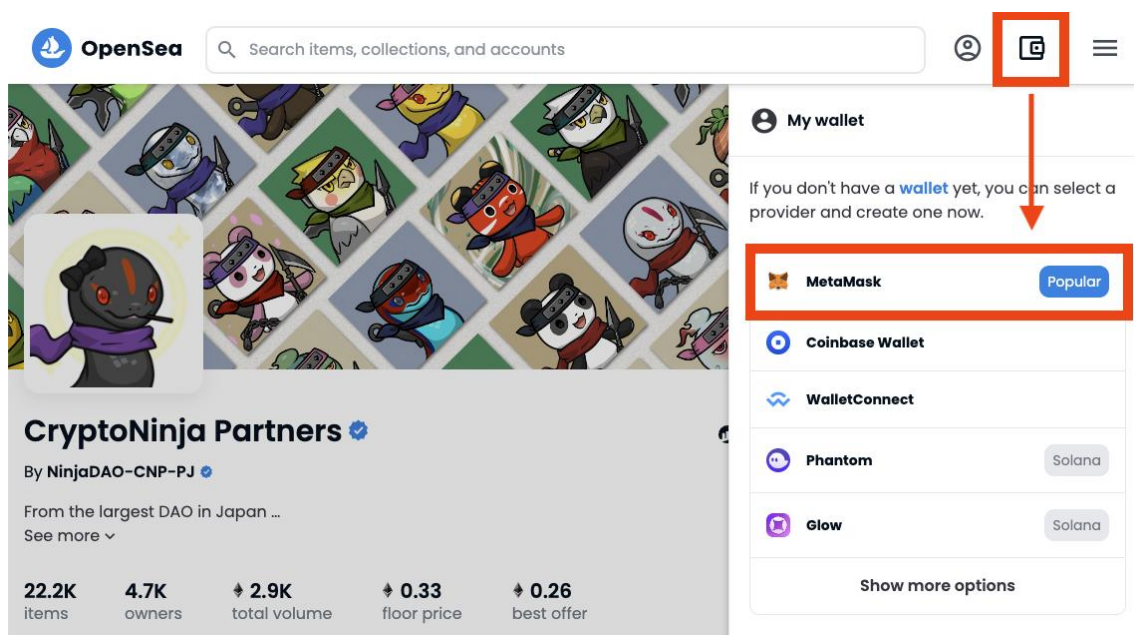 OpenSea
Search items, collections, and accounts
My wallet
If you don't have a wallet yet, you can select a
provider and create one now.
MetaMask
Popular
Coinbase Wallet
WalletConnect
Phantom
Solana
Glow
Solana
Show more options
CryptoNinja Partners
By NinjaDAO-CNP-PJ
From the largest DAO in Japan ...
See more
22.2K 4.7K 2.9K 0.33 0.26
items owners total volume floor price best offer